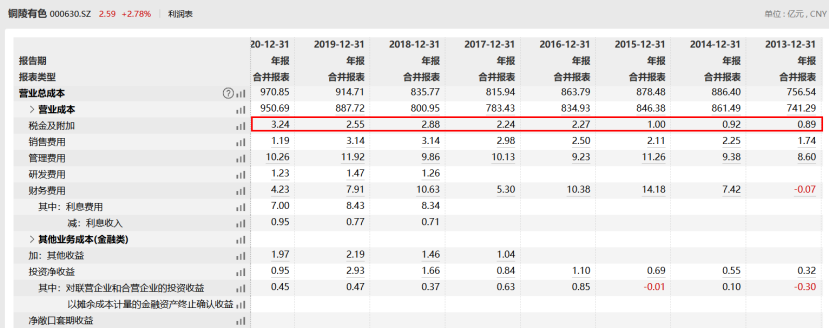 铜陵有色 000630.SZ 2.59 +2.78% 利润表 单位 : 亿元 , CNY
20-12-31 2019-12-31 2018-12-31 2017-12-31 2016-12-31 2015-12-31 2014-12-31 2013-12-31
报告期 年报 年报 年报 年报 年报 年报 年报 年报
报表类型 合并报表 合并报表 合并报表 合并报表 合并报表 合并报表 合并报表 合并报表
营业总成本 ? 970.85 914.71 835.77 815.94 863.79 878.48 886.40 756.54
营业成本 950.69 887.72 800.95 783.43 834.93 846.38 861.49 741.29
税金及附加 3.24 2.55 2.88 2.24 2.27 1.00 0.92 0.89
销售费用 1.19 3.14 3.14 2.98 2.50 2.11 2.25 1.74
管理费用 10.26 11.92 9.86 10.13 9.23 11.26 9.38 8.60
研发费用 1.23 1.47 1.26
财务费用 4.23 7.91 10.63 5.30 10.38 14.18 7.42 -0.07
其中：利息费用 7.00 8.43 8.34
减：利息收入 0.95 0.77 0.71
其他业务成本(金融类)
加：其他收益 1.97 2.19 1.46 1.04
投资净收益 0.95 2.93 1.66 0.84 1.10 0.69 0.55 0.32
其中：对联营企业和合营企业的投资收益 0.45 0.47 0.37 0.63 0.85 -0.01 0.10 -0.30
以摊余成本计量的金融资产终止确认收益
净敞口套期收益